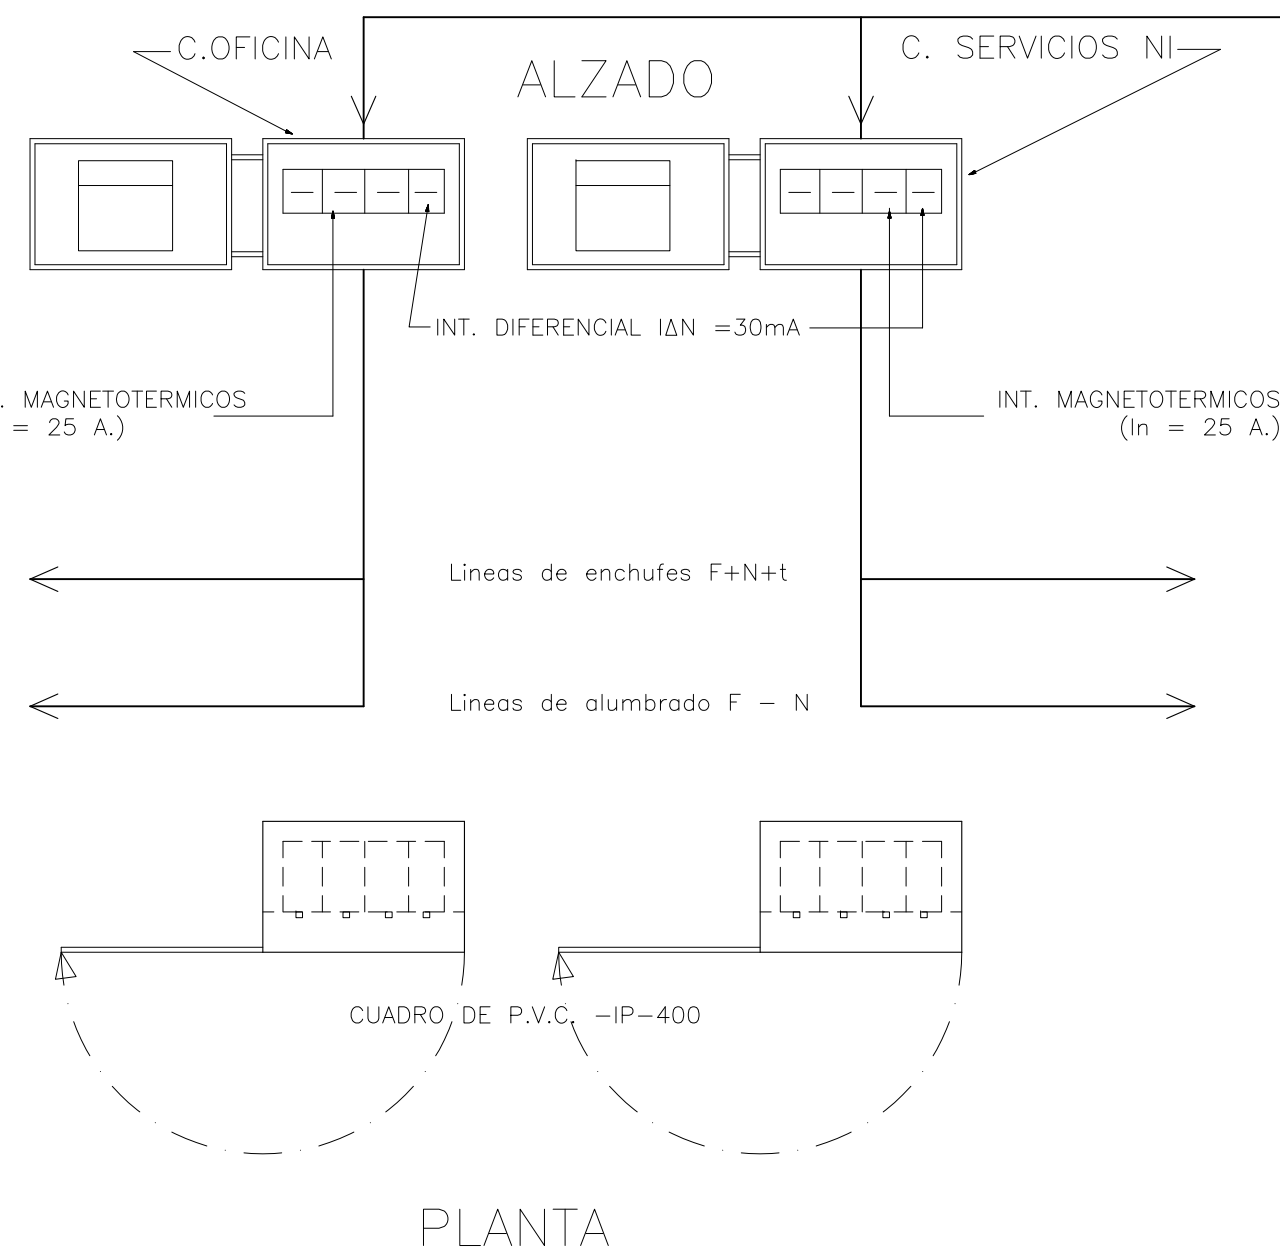 C.OFICINA
C. SERVICIOS NI
ALZADO
INT. DIFERENCIAL I∆N =30mA
. MAGNETOTERMICOS
= 25 A.)
INT. MAGNETOTERMICOS
(In = 25 A.)
Lineas de enchufes F+N+t
Lineas de alumbrado F - N
CUADRO DE P.V.C. -IP-400
PLANTA